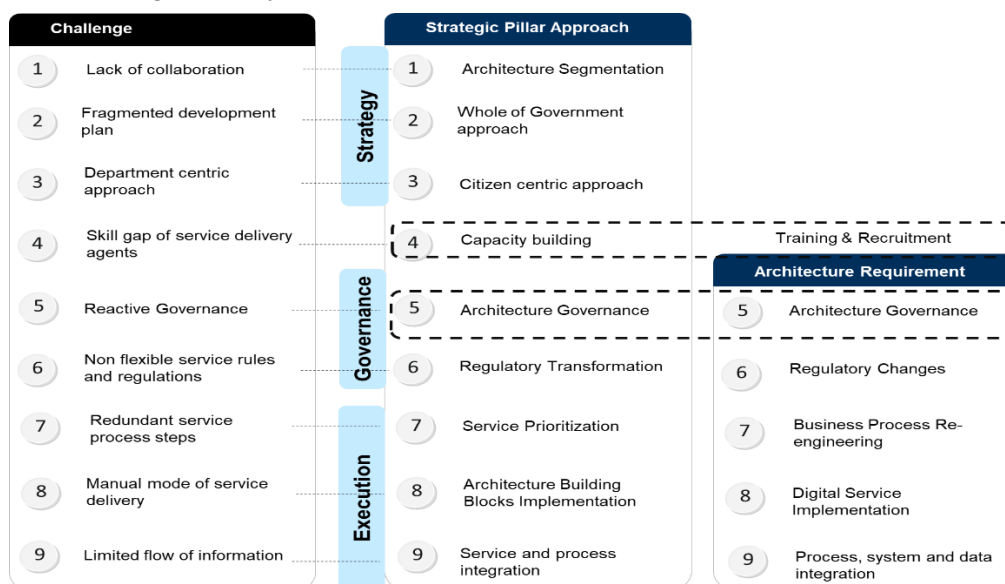 Challenge
1
Lack of collaboration
2
Fragmented development
plan
3
Department centric
approach
4
Skill gap of service delivery
agents
5
Reactive Governance
6
Non flexible service rules
and regulations
7
Redundant service
process steps
8
Manual mode of service
delivery
9
Limited flow of information
Strategy
Governance
Execution
Strategic Pillar Approach
1
Architecture Segmentation
2
Whole of Government
approach
3
Citizen centric approach
4
Capacity building
5
Architecture Governance
6
Regulatory Transformation
7
Service Prioritization
8
Architecture Building
Blocks Implementation
9
Service and process
integration
Training & Recruitment
Architecture Requirement
5
Architecture Governance
6
Regulatory Changes
7
Business Process Re-
engineering
8
Digital Service
Implementation
9
Process, system and data
integration